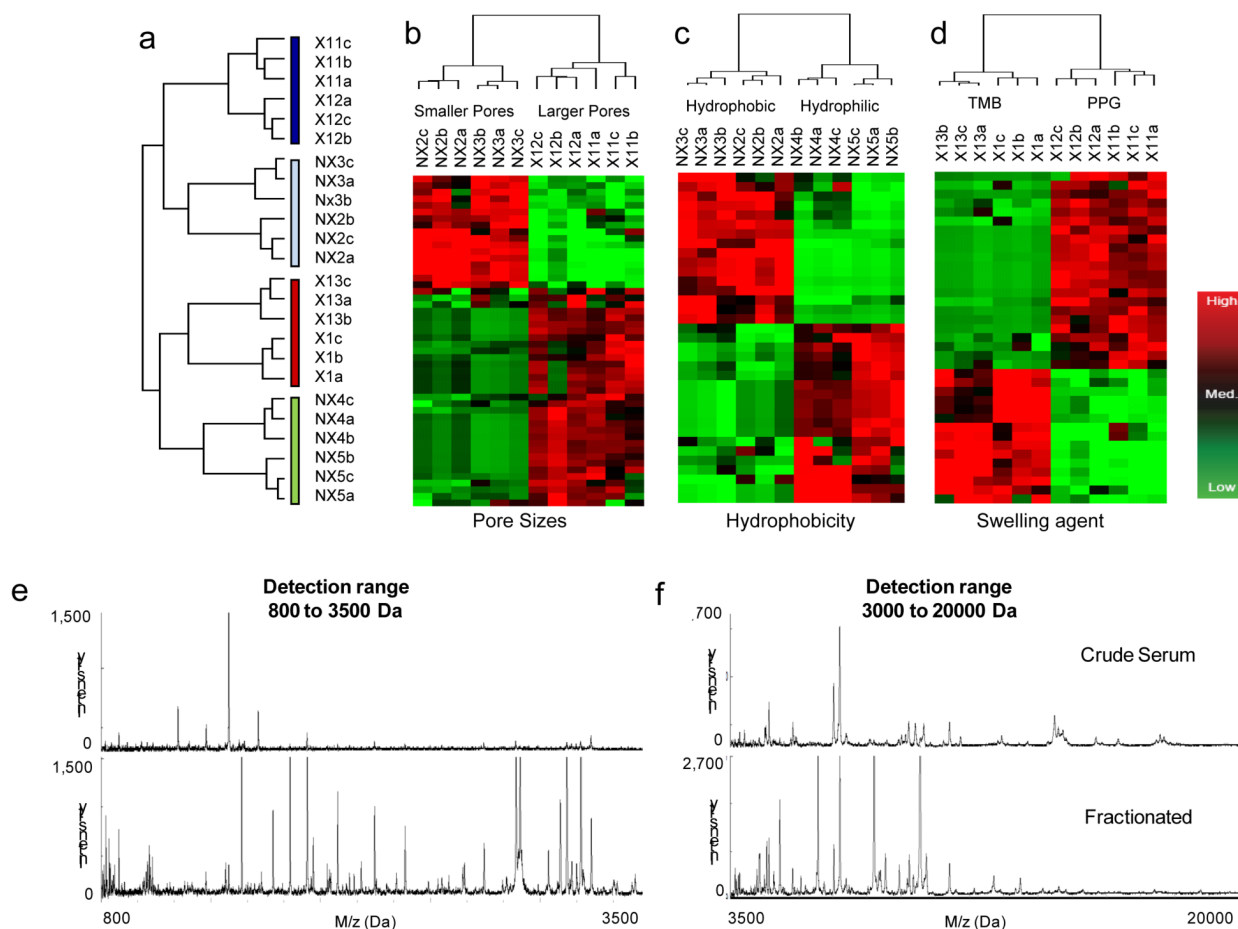 a
X11c
X11b
X11a
X12a
X12c
X12b
NX3c
NX3a
Nx3b
NX2b
NX2c
NX2a
X13c
X13a
X13b
X1c
X1b
X1a
NX4c
NX4a
NX4b
NX5b
NX5c
NX5a
b
Smaller Pores Larger Pores
NX2c NX2b NX2a NX3b NX3a NX3c X12c X12b X12a X11a X11c X11b
Pore Sizes
c
Hydrophobic Hydrophilic
NX3c NX3a NX3b NX2c NX2b NX2a NX4b NX4a NX4c NX5c NX5a NX5b
Hydrophobicity
d
TMB PPG
X13b X13c X13a X1c X1b X1a X12c X12b X12a X11b X11c X11a
Swelling agent
High
Med.
Low
e
Detection range
800 to 3500 Da
1,500
0
1,500
0
800 M/z (Da) 3500
f
Detection range
3000 to 20000 Da
,700
Crude Serum
0
2,700
Fractionated
0
3500 M/z (Da) 20000